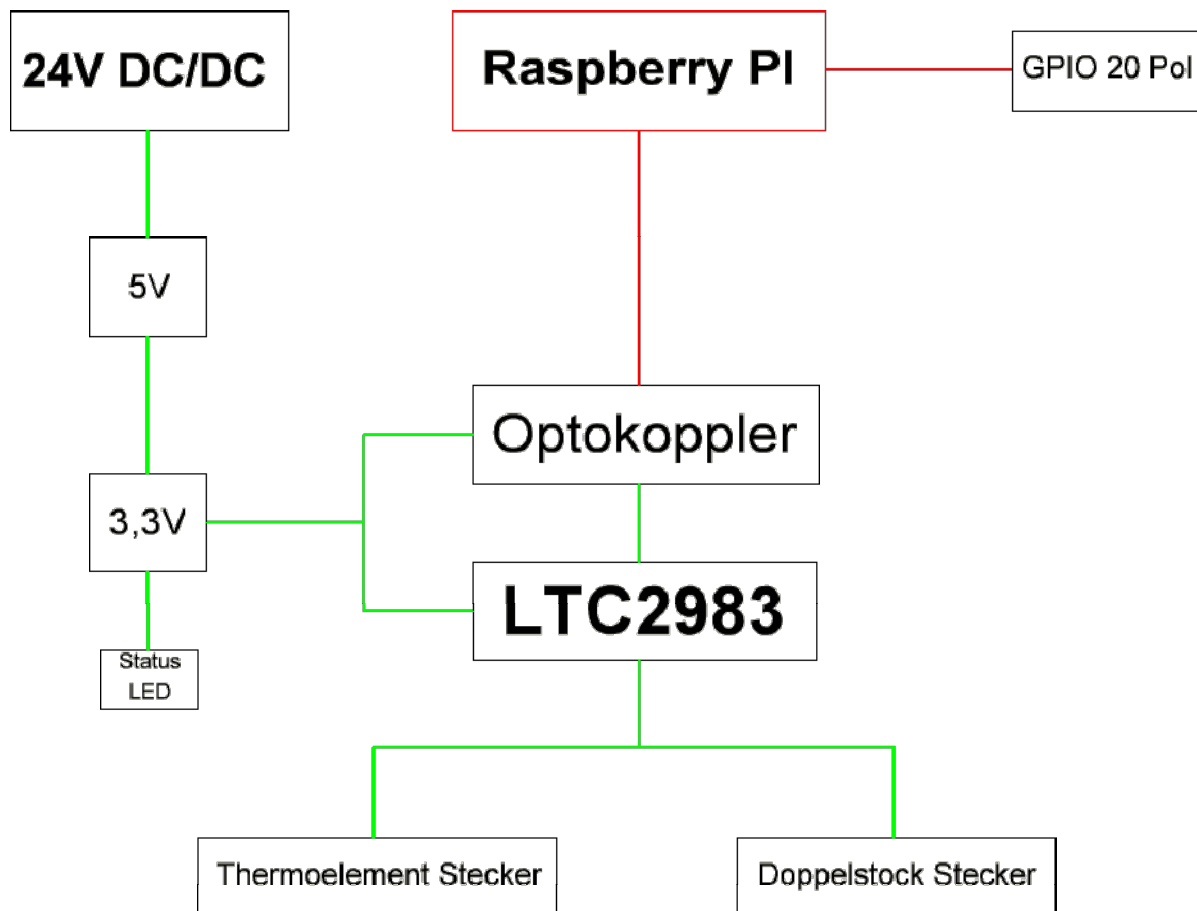 24V DC/DC
Raspberry PI
GPIO 20 Pol
5V
Optokoppler
3,3V
LTC2983
Status
LED
Thermoelement Stecker
Doppelstock Stecker